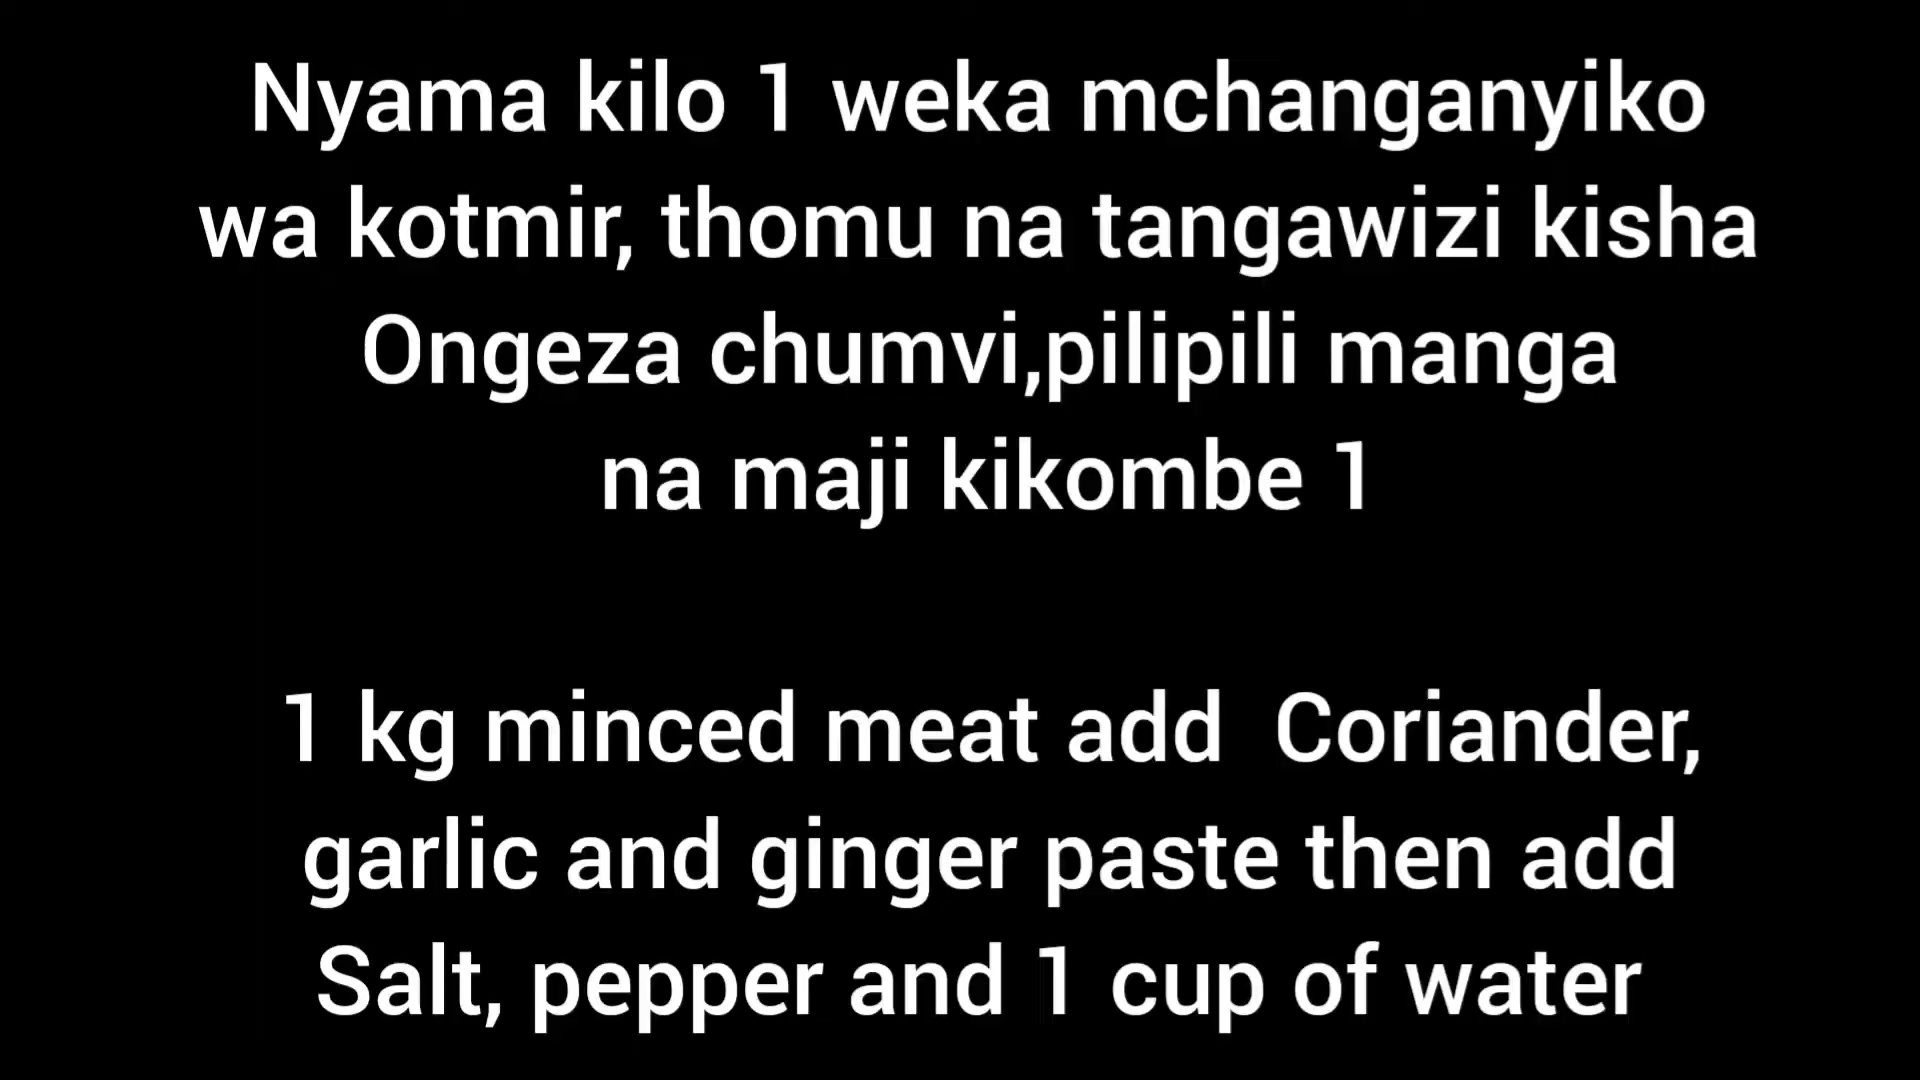 Nyama kilo 1 weka mchanganyiko
wa kotmir, thomu na tangawizi kisha
Ongeza chumvi,pilipili manga
na maji kikombe 1
1 kg minced meat add  Coriander,
garlic and ginger paste then add
Salt, pepper and 1 cup of water